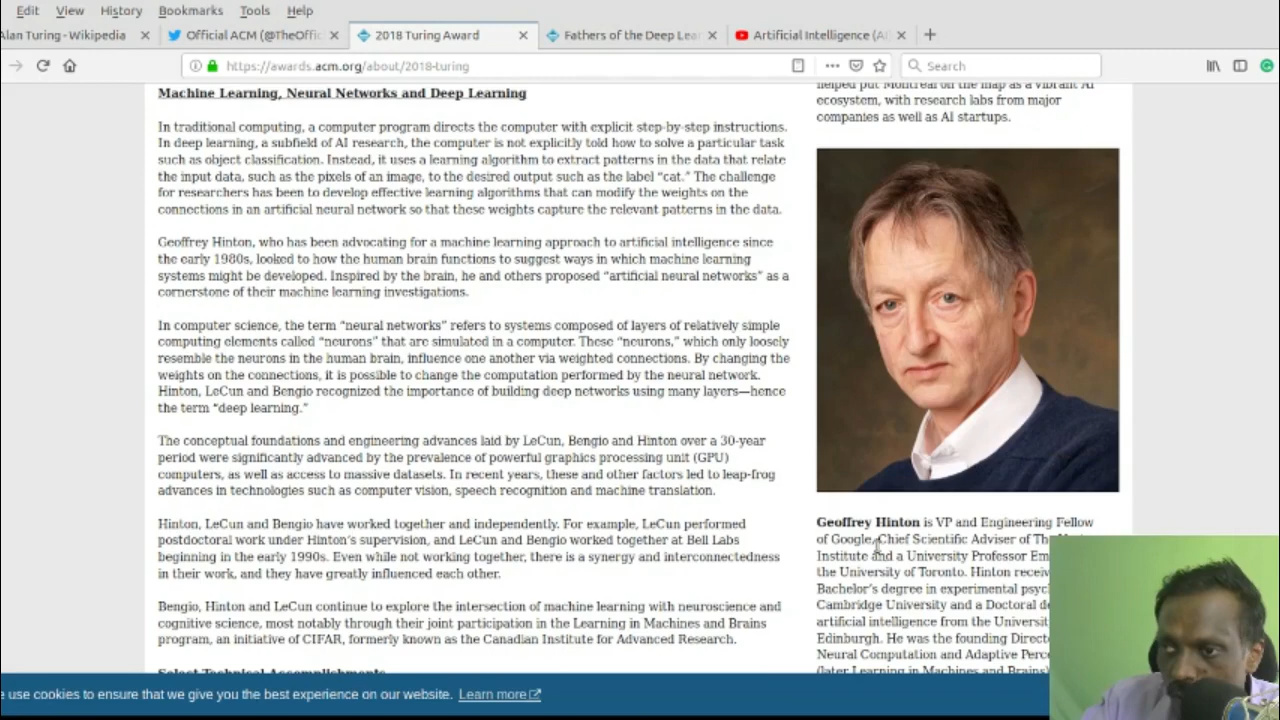 Edit View History Bookmarks Tools Help
Alan Turing - Wikipedia Official ACM (@TheOffic 2018 Turing Award Fathers of the Deep Lea Artificial Intelligence (A
https://awards.acm.org/about/2018-turing Search
Machine Learning, Neural Networks and Deep Learning
In traditional computing, a computer program directs the computer with explicit step-by-step instructions.
In deep learning, a subfield of AI research, the computer is not explicitly told how to solve a particular task
such as object classification. Instead, it uses a learning algorithm to extract patterns in the data that relate
the input data, such as the pixels of an image, to the desired output such as the label “cat.” The challenge
for researchers has been to develop effective learning algorithms that can modify the weights on the
connections in an artificial neural network so that these weights capture the relevant patterns in the data.
Geoffrey Hinton, who has been advocating for a machine learning approach to artificial intelligence since
the early 1980s, looked to how the human brain functions to suggest ways in which machine learning
systems might be developed. Inspired by the brain, he and others proposed “artificial neural networks” as a
cornerstone of their machine learning investigations.
In computer science, the term “neural networks” refers to systems composed of layers of relatively simple
computing elements called “neurons” that are simulated in a computer. These “neurons,” which only loosely
resemble the neurons in the human brain, influence one another via weighted connections. By changing the
weights on the connections, it is possible to change the computation performed by the neural network.
Hinton, LeCun and Bengio recognized the importance of building deep networks using many layers—hence
the term “deep learning.”
The conceptual foundations and engineering advances laid by LeCun, Bengio and Hinton over a 30-year
period were significantly advanced by the prevalence of powerful graphics processing unit (GPU)
computers, as well as access to massive datasets. In recent years, these and other factors led to leap-frog
advances in technologies such as computer vision, speech recognition and machine translation.
Hinton, LeCun and Bengio have worked together and independently. For example, LeCun performed
postdoctoral work under Hinton’s supervision, and LeCun and Bengio worked together at Bell Labs
beginning in the early 1990s. Even while not working together, there is a synergy and interconnectedness
in their work, and they have greatly influenced each other.
Bengio, Hinton and LeCun continue to explore the intersection of machine learning with neuroscience and
cognitive science, most notably through their joint participation in the Learning in Machines and Brains
program, an initiative of CIFAR, formerly known as the Canadian Institute for Advanced Research.
Select Technical Accomplishments
helped put Montreal on the map as a vibrant AI
ecosystem, with research labs from major
companies as well as AI startups.
Geoffrey Hinton is VP and Engineering Fellow
of Google, Chief Scientific Adviser of The
Institute and a University Professor Em
the University of Toronto. Hinton receiv
Bachelor’s degree in experimental psyc
Cambridge University and a Doctoral de
artificial intelligence from the Universit
Edinburgh. He was the founding Directo
Neural Computation and Adaptive Perce
(later Learning in Machines and Brains)
e use cookies to ensure that we give you the best experience on our website. Learn more